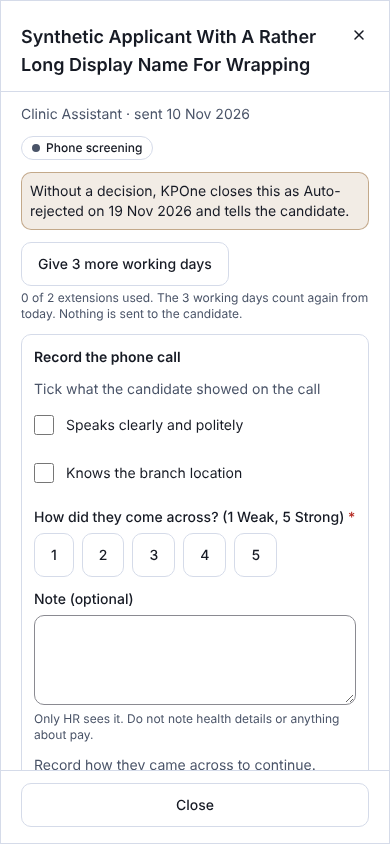 Synthetic Applicant With A Rather
Long Display Name For Wrapping
Clinic Assistant · sent 10 Nov 2026
Phone screening
Without a decision, KPOne closes this as Auto-
rejected on 19 Nov 2026 and tells the candidate.
Give 3 more working days
0 of 2 extensions used. The 3 working days count again from
today. Nothing is sent to the candidate.
Record the phone call
Tick what the candidate showed on the call
Speaks clearly and politely
Knows the branch location
How did they come across? (1 Weak, 5 Strong) *
1 2 3 4 5
Note (optional)
Only HR sees it. Do not note health details or anything
about pay.
Record how they came across to continue.
Close